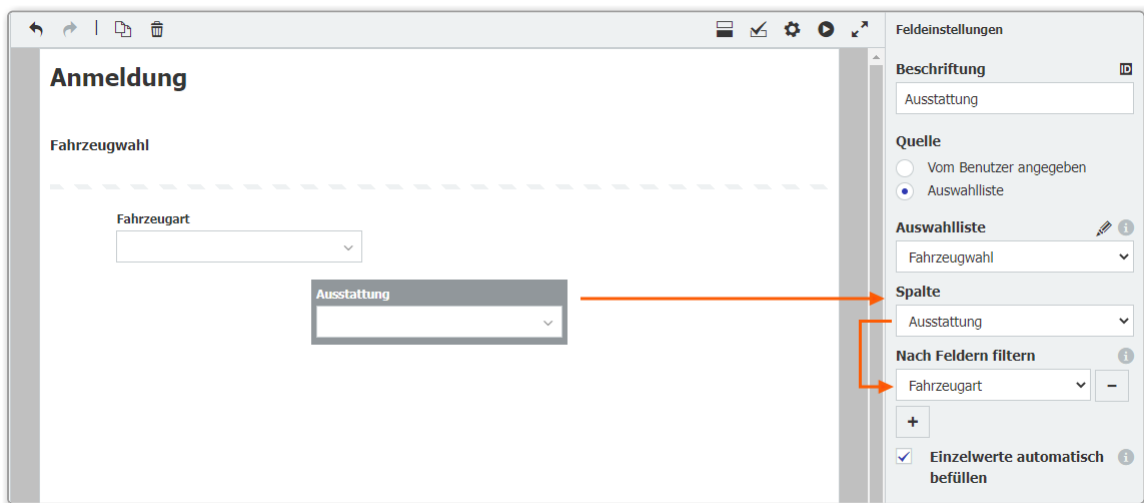 Anmeldung
Fahrzeugwahl
Fahrzeugart
Ausstattung
Feldeinstellungen
Beschriftung ID
Ausstattung
Quelle
Vom Benutzer angegeben
Auswahlliste
Auswahlliste
Fahrzeugwahl
Spalte
Ausstattung
Nach Feldern filtern
Fahrzeugart
Einzelwerte automatisch
befüllen